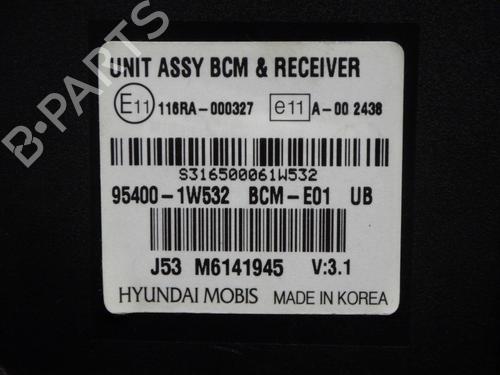 B-PARTS
UNIT ASSY BCM & RECEIVER
E11 116RA-000327 e11 A-00 2438
S316500061W532
95400-1W532 BCM-E01 UB
J53 M6141945 V:3.1
HYUNDAI MOBIS MADE IN KOREA